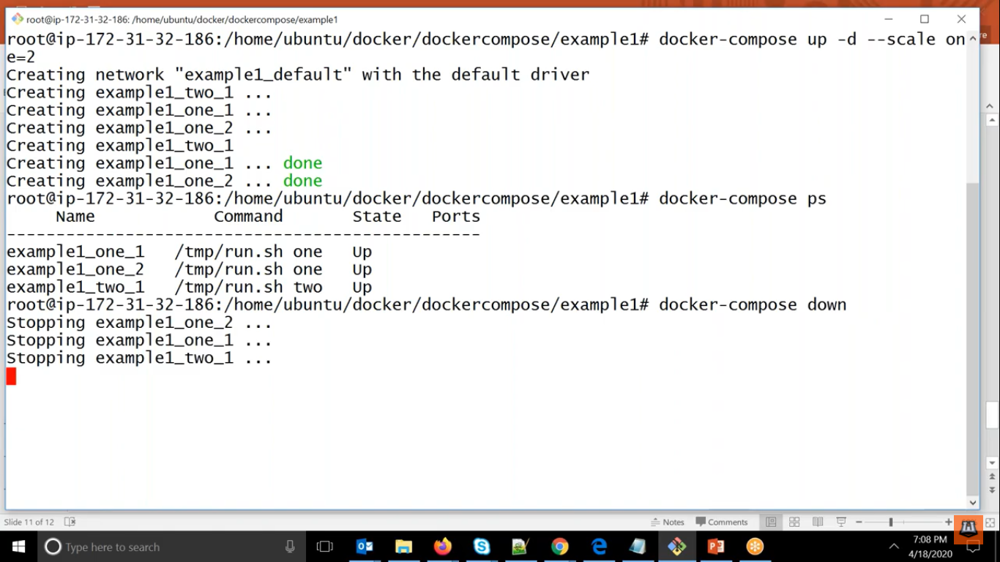 root@ip-172-31-32-186: /home/ubuntu/docker/dockercompose/example1
root@ip-172-31-32-186:/home/ubuntu/docker/dockercompose/example1# docker-compose up -d --scale on
e=2
Creating network "example1_default" with the default driver
Creating example1_two_1 ...
Creating example1_one_1 ...
Creating example1_one_2 ...
Creating example1_two_1
Creating example1_one_1 ... done
Creating example1_one_2 ... done
root@ip-172-31-32-186:/home/ubuntu/docker/dockercompose/example1# docker-compose ps
Name Command State Ports
------------------------------------------------
example1_one_1 /tmp/run.sh one Up
example1_one_2 /tmp/run.sh one Up
example1_two_1 /tmp/run.sh two Up
root@ip-172-31-32-186:/home/ubuntu/docker/dockercompose/example1# docker-compose down
Stopping example1_one_2 ...
Stopping example1_one_1 ...
Stopping example1_two_1 ...
Slide 11 of 12
Notes
Comments
Type here to search
7:08 PM
4/18/2020